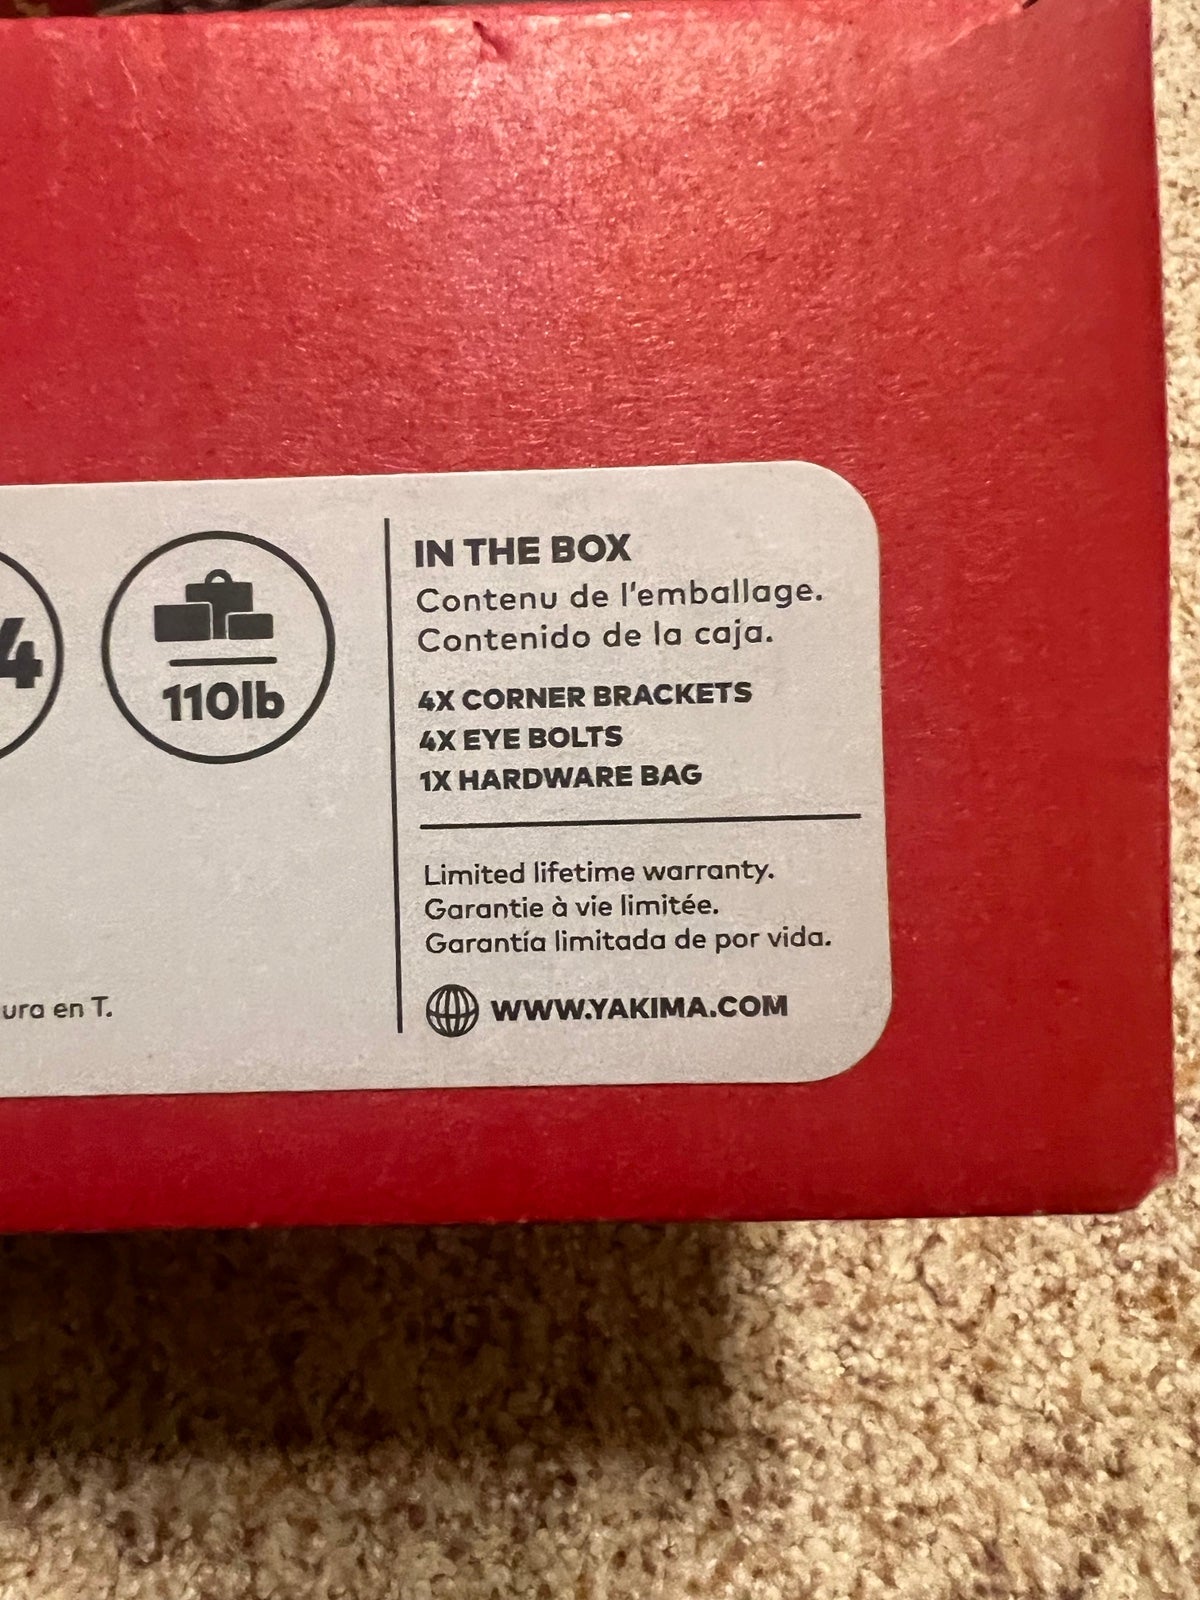 4
110lb
IN THE BOX
Contenu de l'emballage.
Contenido de la caja.
4X CORNER BRACKETS
4X EYE BOLTS
1X HARDWARE BAG
Limited lifetime warranty.
Garantie à vie limitée.
Garantía limitada de por vida.
ura en T.
WWW.YAKIMA.COM